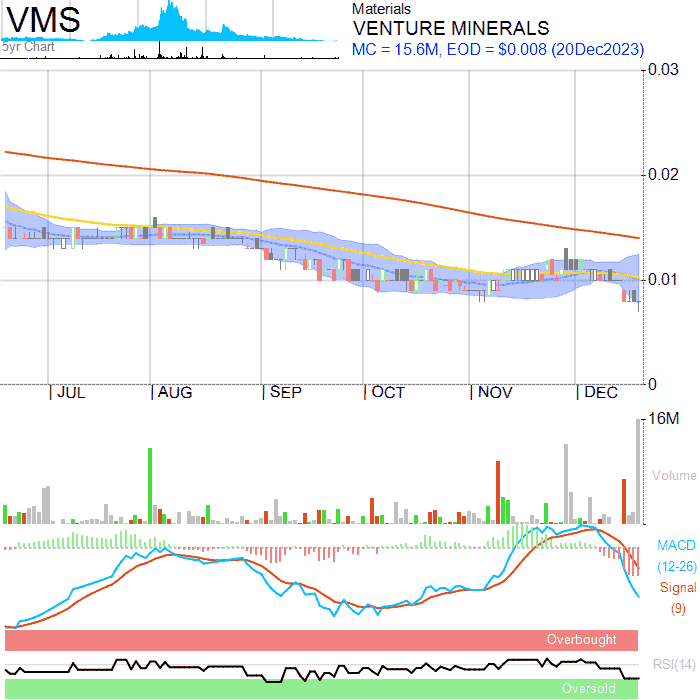 VMS
5yr Chart
Materials
VENTURE MINERALS
MC = 15.6M, EOD = $0.008 (20Dec2023)
0.03
0.02
0.01
0
JUL AUG SEP OCT NOV DEC
16M
Volume
MACD
(12-26)
Signal
(9)
Overbought
RSI(14)
Oversold